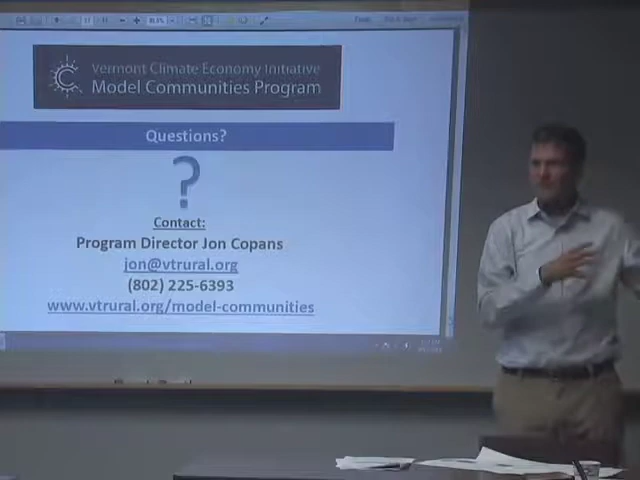 Vermont Climate Economy Initiative
Model Communities Program
Questions?
?
Contact:
Program Director Jon Copans
jon@vtrural.org
(802) 225-6393
www.vtrural.org/model-communities